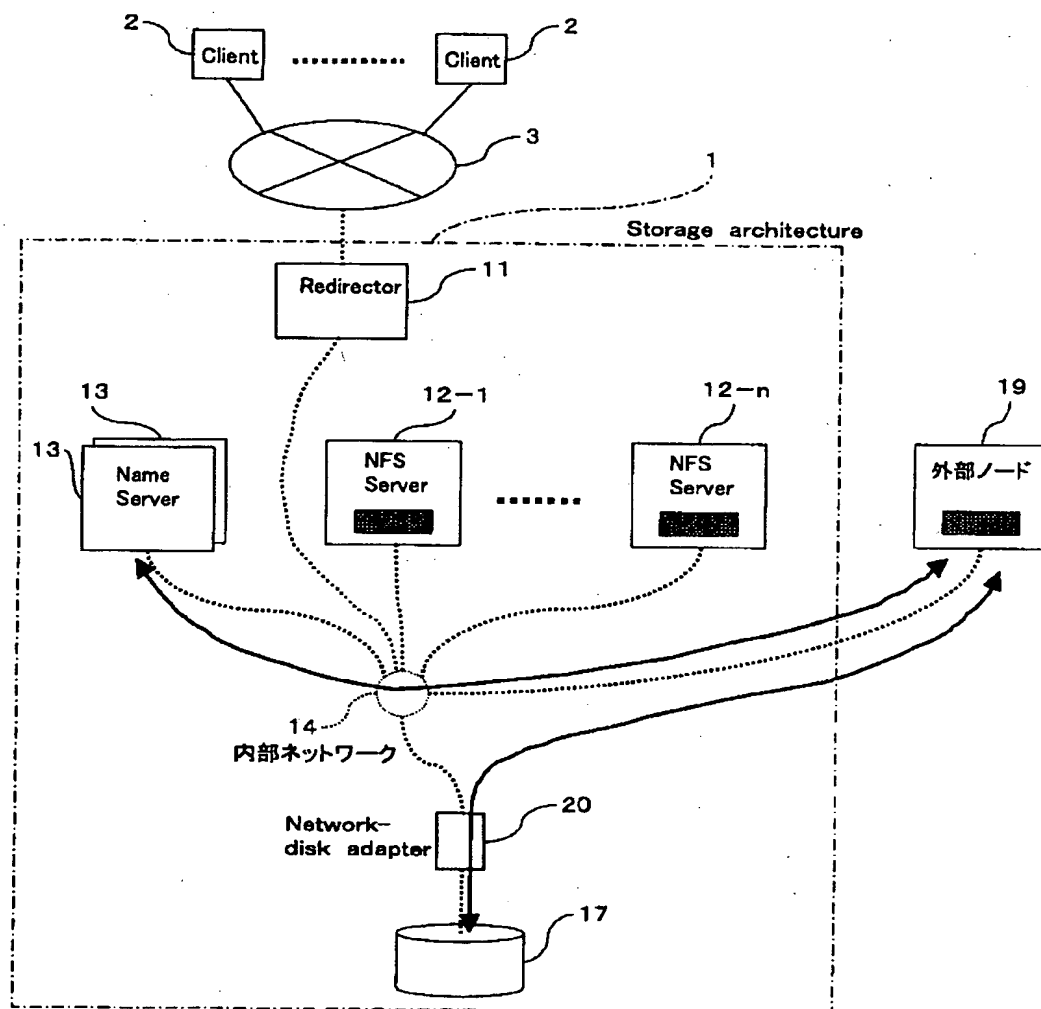 2
2
Client
Client
3
1
Storage architecture
Redirector
11
13
12-1
12-n
19
13
Name
Server
NFS
Server
NFS
Server
外部ノード
14
内部ネットワーク
Network-
disk adapter
20
17